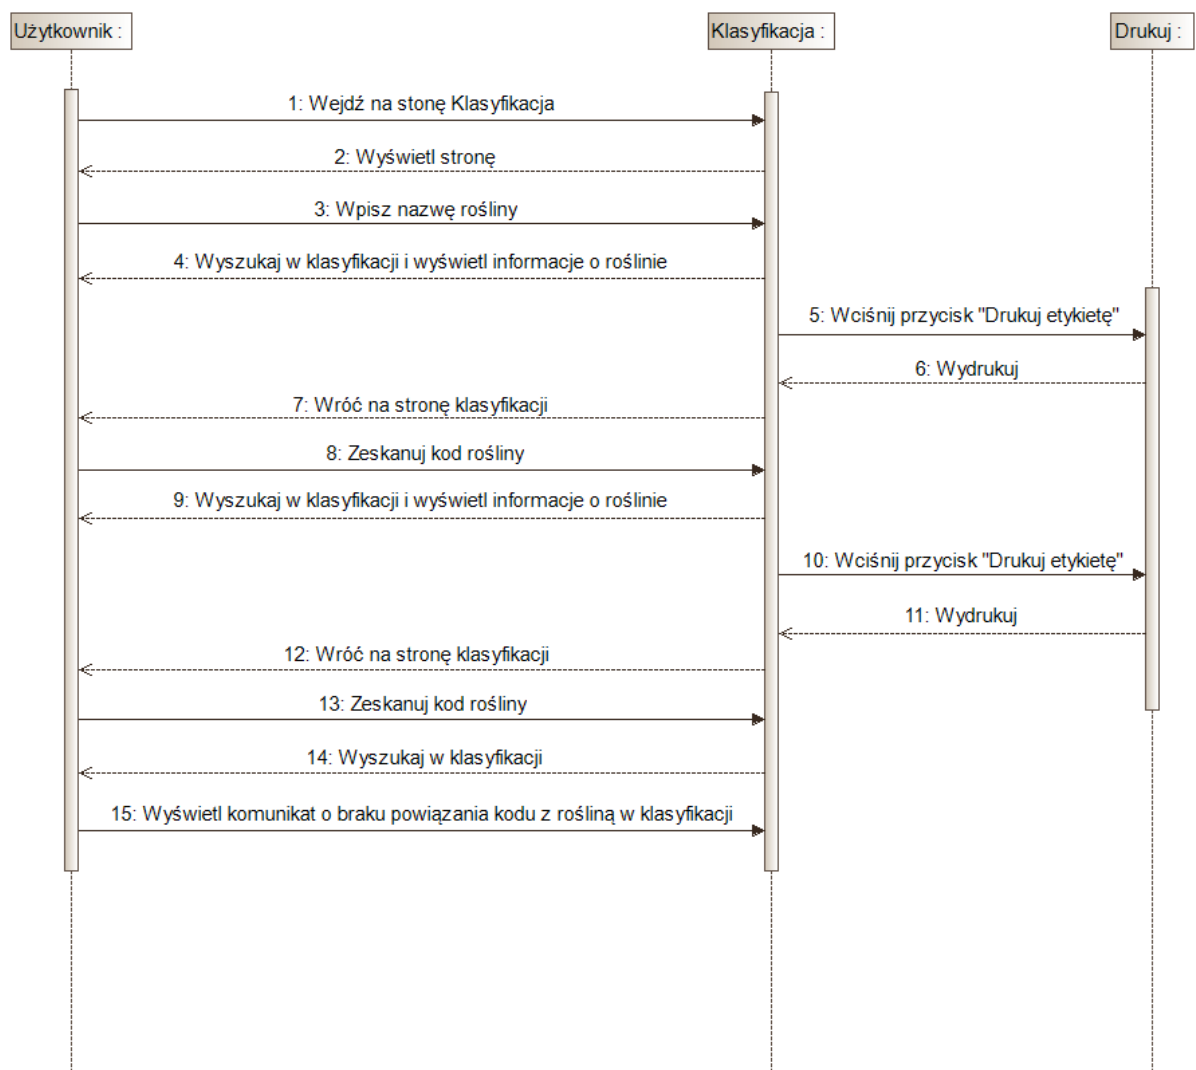 Użytkownik :
Klasyfikacja :
Drukuj :
1: Wejdź na stonę Klasyfikacja
2: Wyświetl stronę
3: Wpisz nazwę rośliny
4: Wyszukaj w klasyfikacji i wyświetl informacje o roślinie
5: Wciśnij przycisk "Drukuj etykietę"
6: Wydrukuj
7: Wróć na stronę klasyfikacji
8: Zeskanuj kod rośliny
9: Wyszukaj w klasyfikacji i wyświetl informacje o roślinie
10: Wciśnij przycisk "Drukuj etykietę"
11: Wydrukuj
12: Wróć na stronę klasyfikacji
13: Zeskanuj kod rośliny
14: Wyszukaj w klasyfikacji
15: Wyświetl komunikat o braku powiązania kodu z rośliną w klasyfikacji